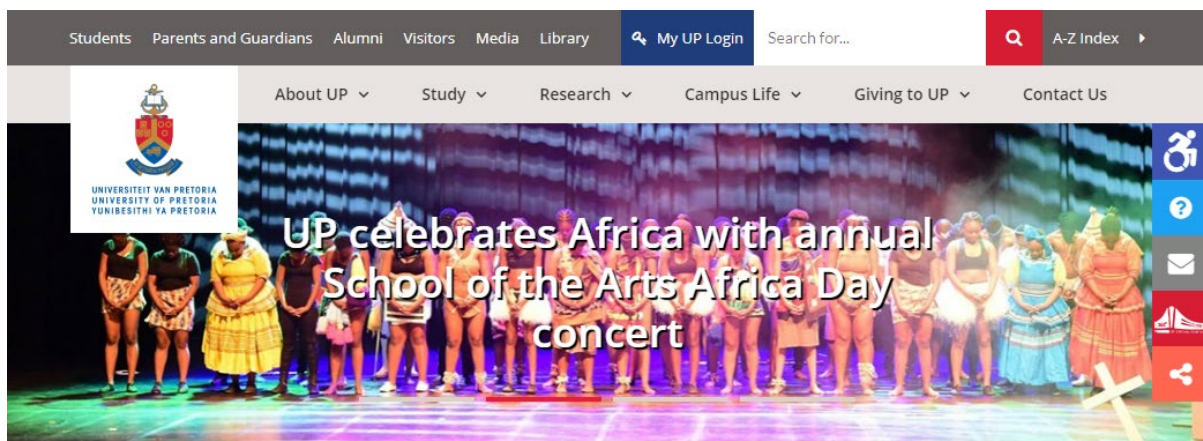 Students Parents and Guardians Alumni Visitors Media Library My UP Login Search for... A-Z Index
About UP Study Research Campus Life Giving to UP Contact Us
UNIVERSITEIT VAN PRETORIA
UNIVERSITY OF PRETORIA
YUNIBESITHI YA PRETORIA
UP celebrates Africa with annual
School of the Arts Africa Day
concert